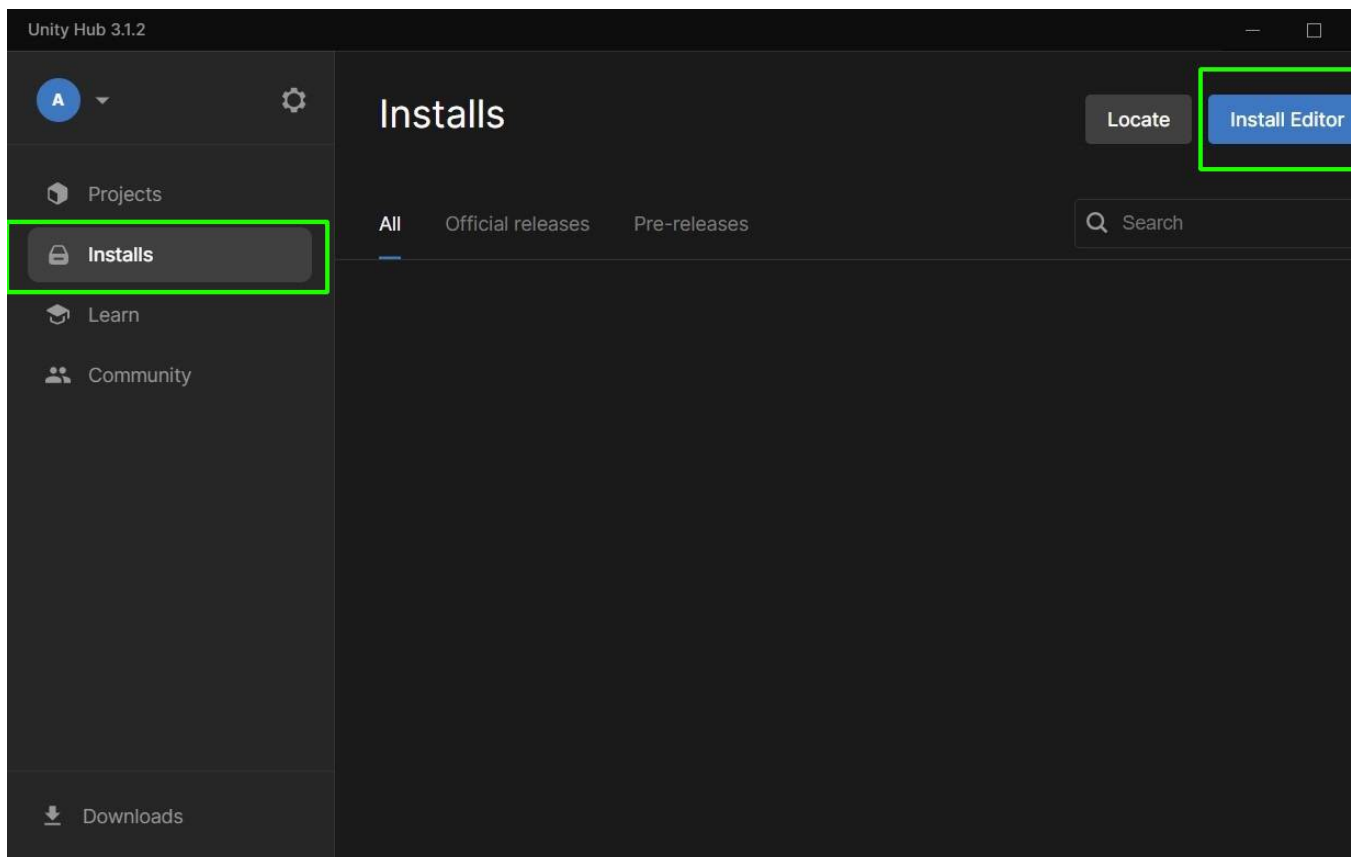 Unity Hub 3.1.2
A
Installs
Locate
Install Editor
Projects
All Official releases Pre-releases
Search
Installs
Learn
Community
Downloads